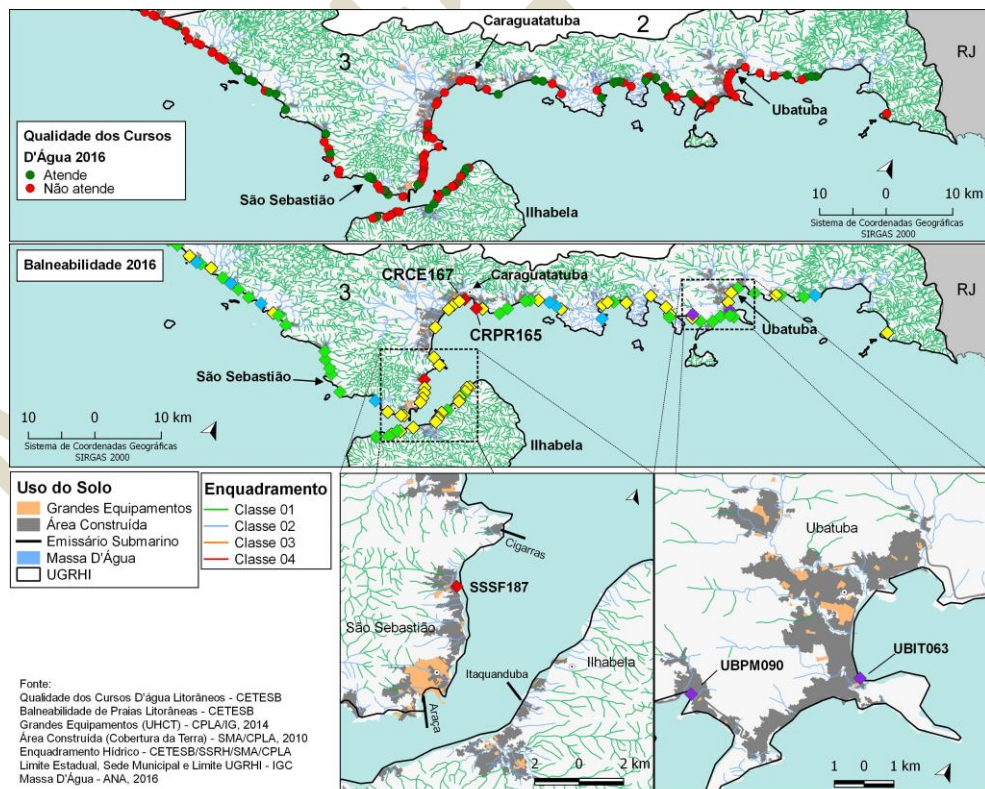 Caraguatatuba
2
RJ
3
Qualidade dos Cursos
D'Água 2016
Atende
Não atende
Ubatuba
São Sebastião
Ilhabela
10 0 10 km
Sistema de Coordenadas Geográficas
SIRGAS 2000
Balneabilidade 2016
CRCE167
Caraguatatuba
3
RJ
CRPR165
Ubatuba
São Sebastião
10 0 10 km
Sistema de Coordenadas Geográficas
SIRGAS 2000
Ilhabela
Uso do Solo
Grandes Equipamentos
Área Construída
Emissário Submarino
Massa D'Água
UGRHI
Enquadramento
Classe 01
Classe 02
Classe 03
Classe 04
Cigarras
SSSF187
São Sebastião
Itaquanduba
Ilhabela
Araçá
2 0 2 km
Ubatuba
UBPM090
UBIT063
1 0 1 km
Fonte:
Qualidade dos Cursos D'água Litorâneos - CETESB
Balneabilidade de Praias Litorâneas - CETESB
Grandes Equipamentos (UHCT) - CPLA/IG, 2014
Área Construída (Cobertura da Terra) - SMA/CPLA, 2010
Enquadramento Hídrico - CETESB/SSRH/SMA/CPLA
Limite Estadual, Sede Municipal e Limite UGRHI - IGC
Massa D'Água - ANA, 2016